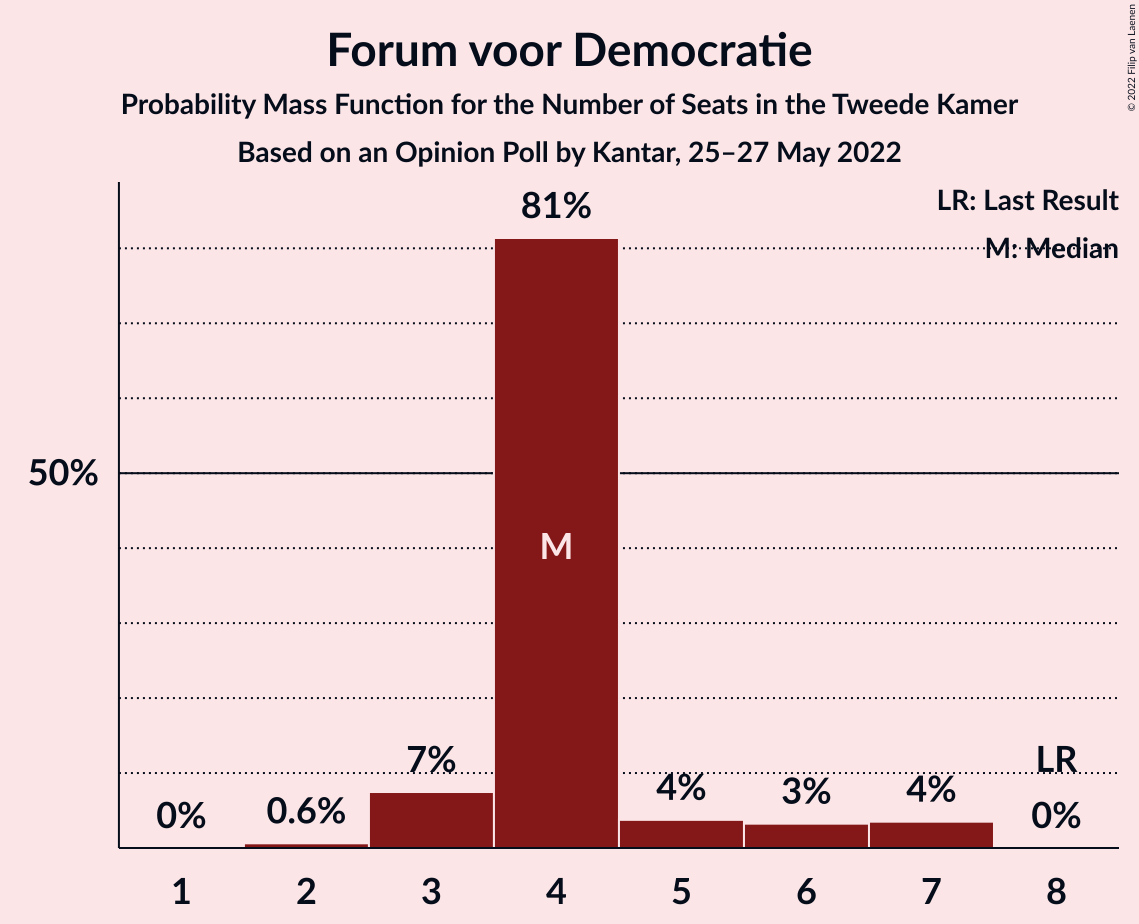 © 2022 Filip van Laenen
Forum voor Democratie
Probability Mass Function for the Number of Seats in the Tweede Kamer
Based on an Opinion Poll by Kantar, 25–27 May 2022
LR: Last Result
M: Median
81%
50%
M
7%
LR
0%
0.6%
4%
3%
4%
0%
1 2 3 4 5 6 7 8